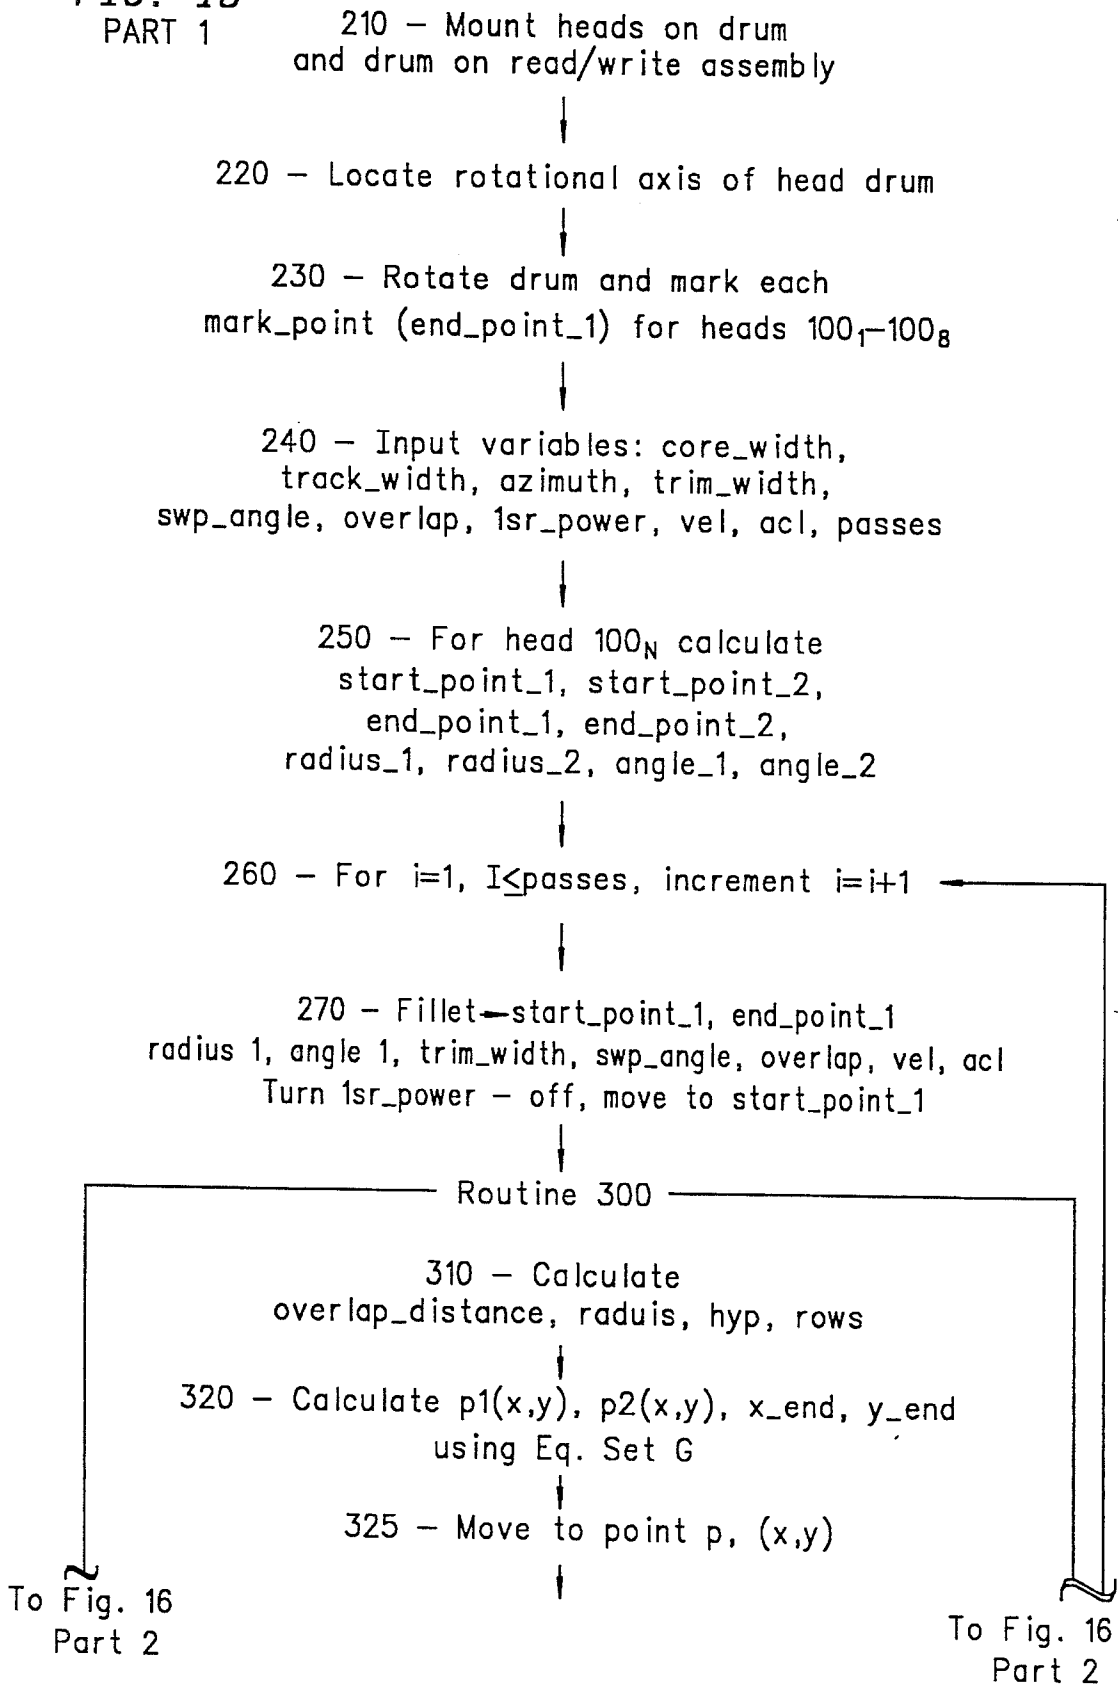 PART 1
210 – Mount heads on drum
and drum on read/write assembly
220 – Locate rotational axis of head drum
230 – Rotate drum and mark each
mark_point (end_point_1) for heads 100₁–100₈
240 – Input variables: core_width,
track_width, azimuth, trim_width,
swp_angle, overlap, 1sr_power, vel, acl, passes
250 – For head 100N calculate
start_point_1, start_point_2,
end_point_1, end_point_2,
radius_1, radius_2, angle_1, angle_2
260 – For i=1, I≤passes, increment i=i+1
270 – Fillet←start_point_1, end_point_1
radius 1, angle 1, trim_width, swp_angle, overlap, vel, acl
Turn 1sr_power – off, move to start_point_1
Routine 300
310 – Calculate
overlap_distance, raduis, hyp, rows
320 – Calculate p1(x,y), p2(x,y), x_end, y_end
using Eq. Set G
325 – Move to point p, (x,y)
To Fig. 16
Part 2
To Fig. 16
Part 2